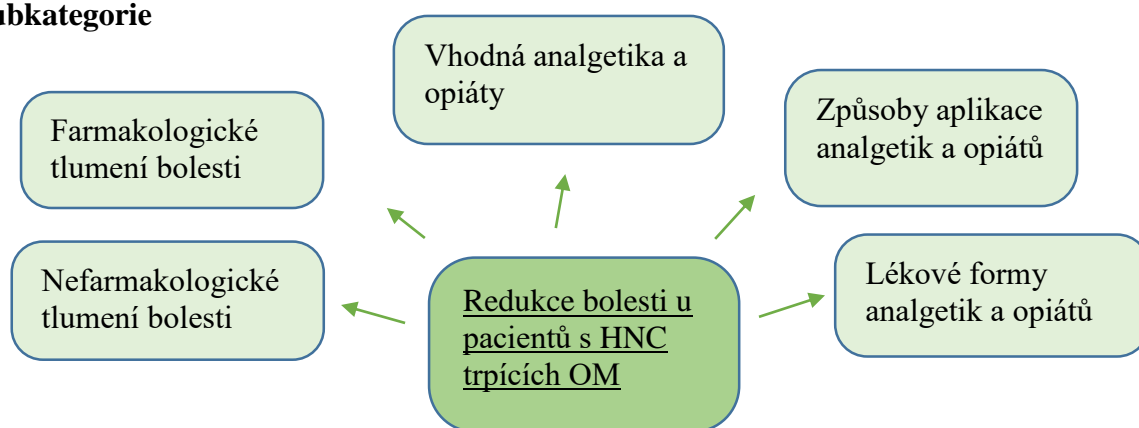 ubkategorie
Vhodná analgetika a
opiáty
Farmakologické
tlumení bolesti
Způsoby aplikace
analgetik a opiátů
Nefarmakologické
tlumení bolesti
Redukce bolesti u
pacientů s HNC
trpících OM
Lékové formy
analgetik a opiátů